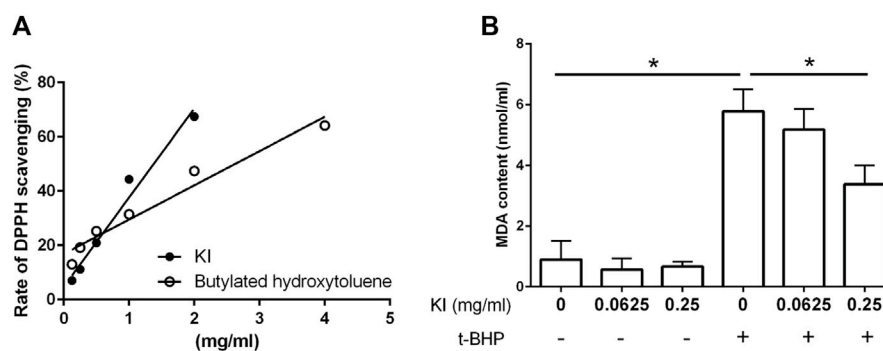 A
Rate of DPPH scavenging (%)
80
60
40
20
0
0 1 2 3 4 5
(mg/ml)
KI
Butylated hydroxytoluene
B
MDA content (nmol/ml)
8
6
4
2
0
* *
KI (mg/ml) 0 0.0625 0.25 0 0.0625 0.25
t-BHP - - - + + +